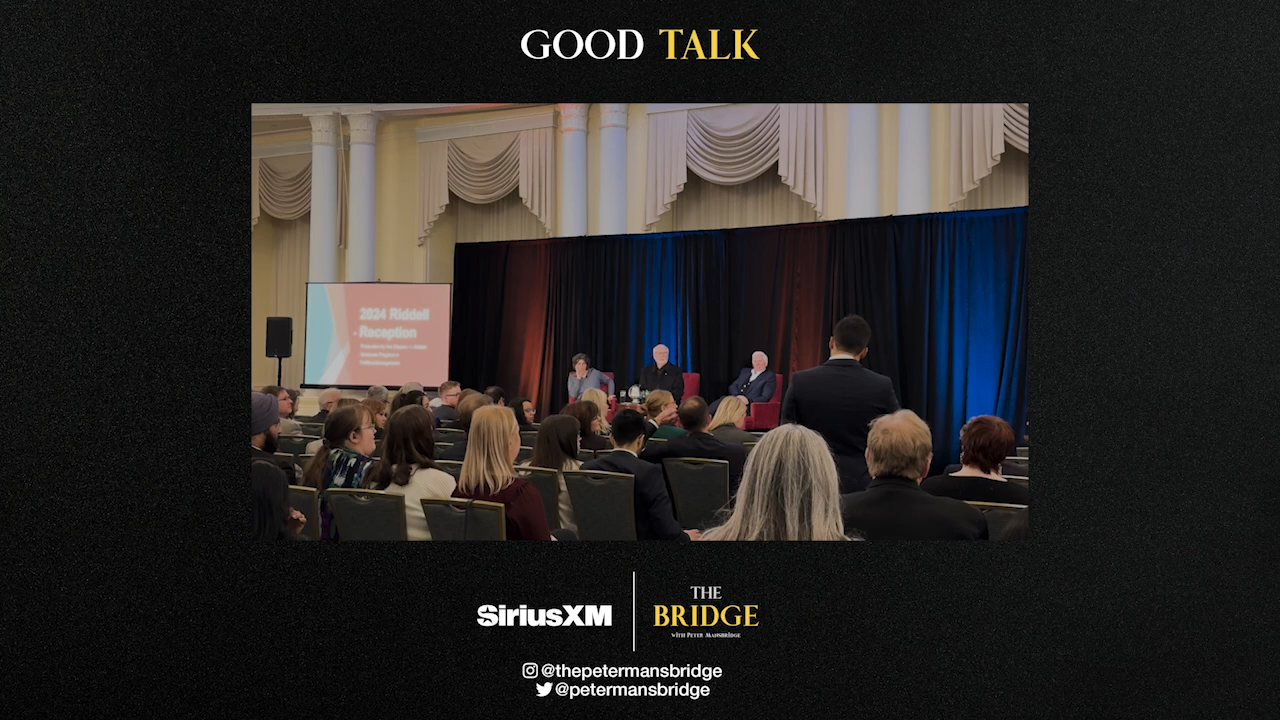 GOOD TALK
2024 Riddell
Reception
SiriusXM
THE
BRIDGE
WITH PETER MANSBRIDGE
@thepetermansbridge
@petermansbridge